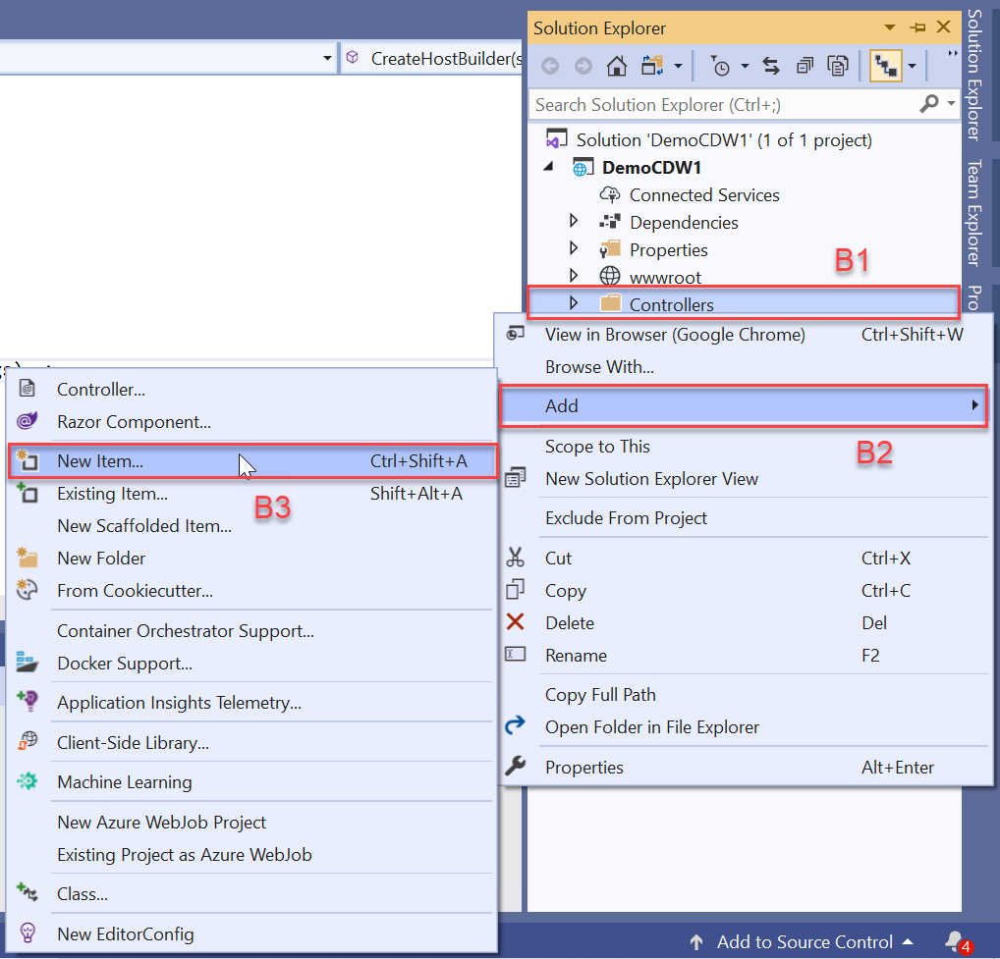 Solution Explorer
CreateHostBuilder(s
Search Solution Explorer (Ctrl+;)
Solution 'DemoCDW1' (1 of 1 project)
DemoCDW1
Connected Services
Dependencies
Properties
wwwroot
Controllers
B1
Solution Explorer
Team Explorer
Pro
View in Browser (Google Chrome) Ctrl+Shift+W
Browse With...
Add
B2
Scope to This
New Solution Explorer View
Exclude From Project
Cut Ctrl+X
Copy Ctrl+C
Delete Del
Rename F2
Copy Full Path
Open Folder in File Explorer
Properties Alt+Enter
Controller...
Razor Component...
New Item... Ctrl+Shift+A
B3
Existing Item... Shift+Alt+A
New Scaffolded Item...
New Folder
From Cookiecutter...
Container Orchestrator Support...
Docker Support...
Application Insights Telemetry...
Client-Side Library...
Machine Learning
New Azure WebJob Project
Existing Project as Azure WebJob
Class...
New EditorConfig
Add to Source Control
4